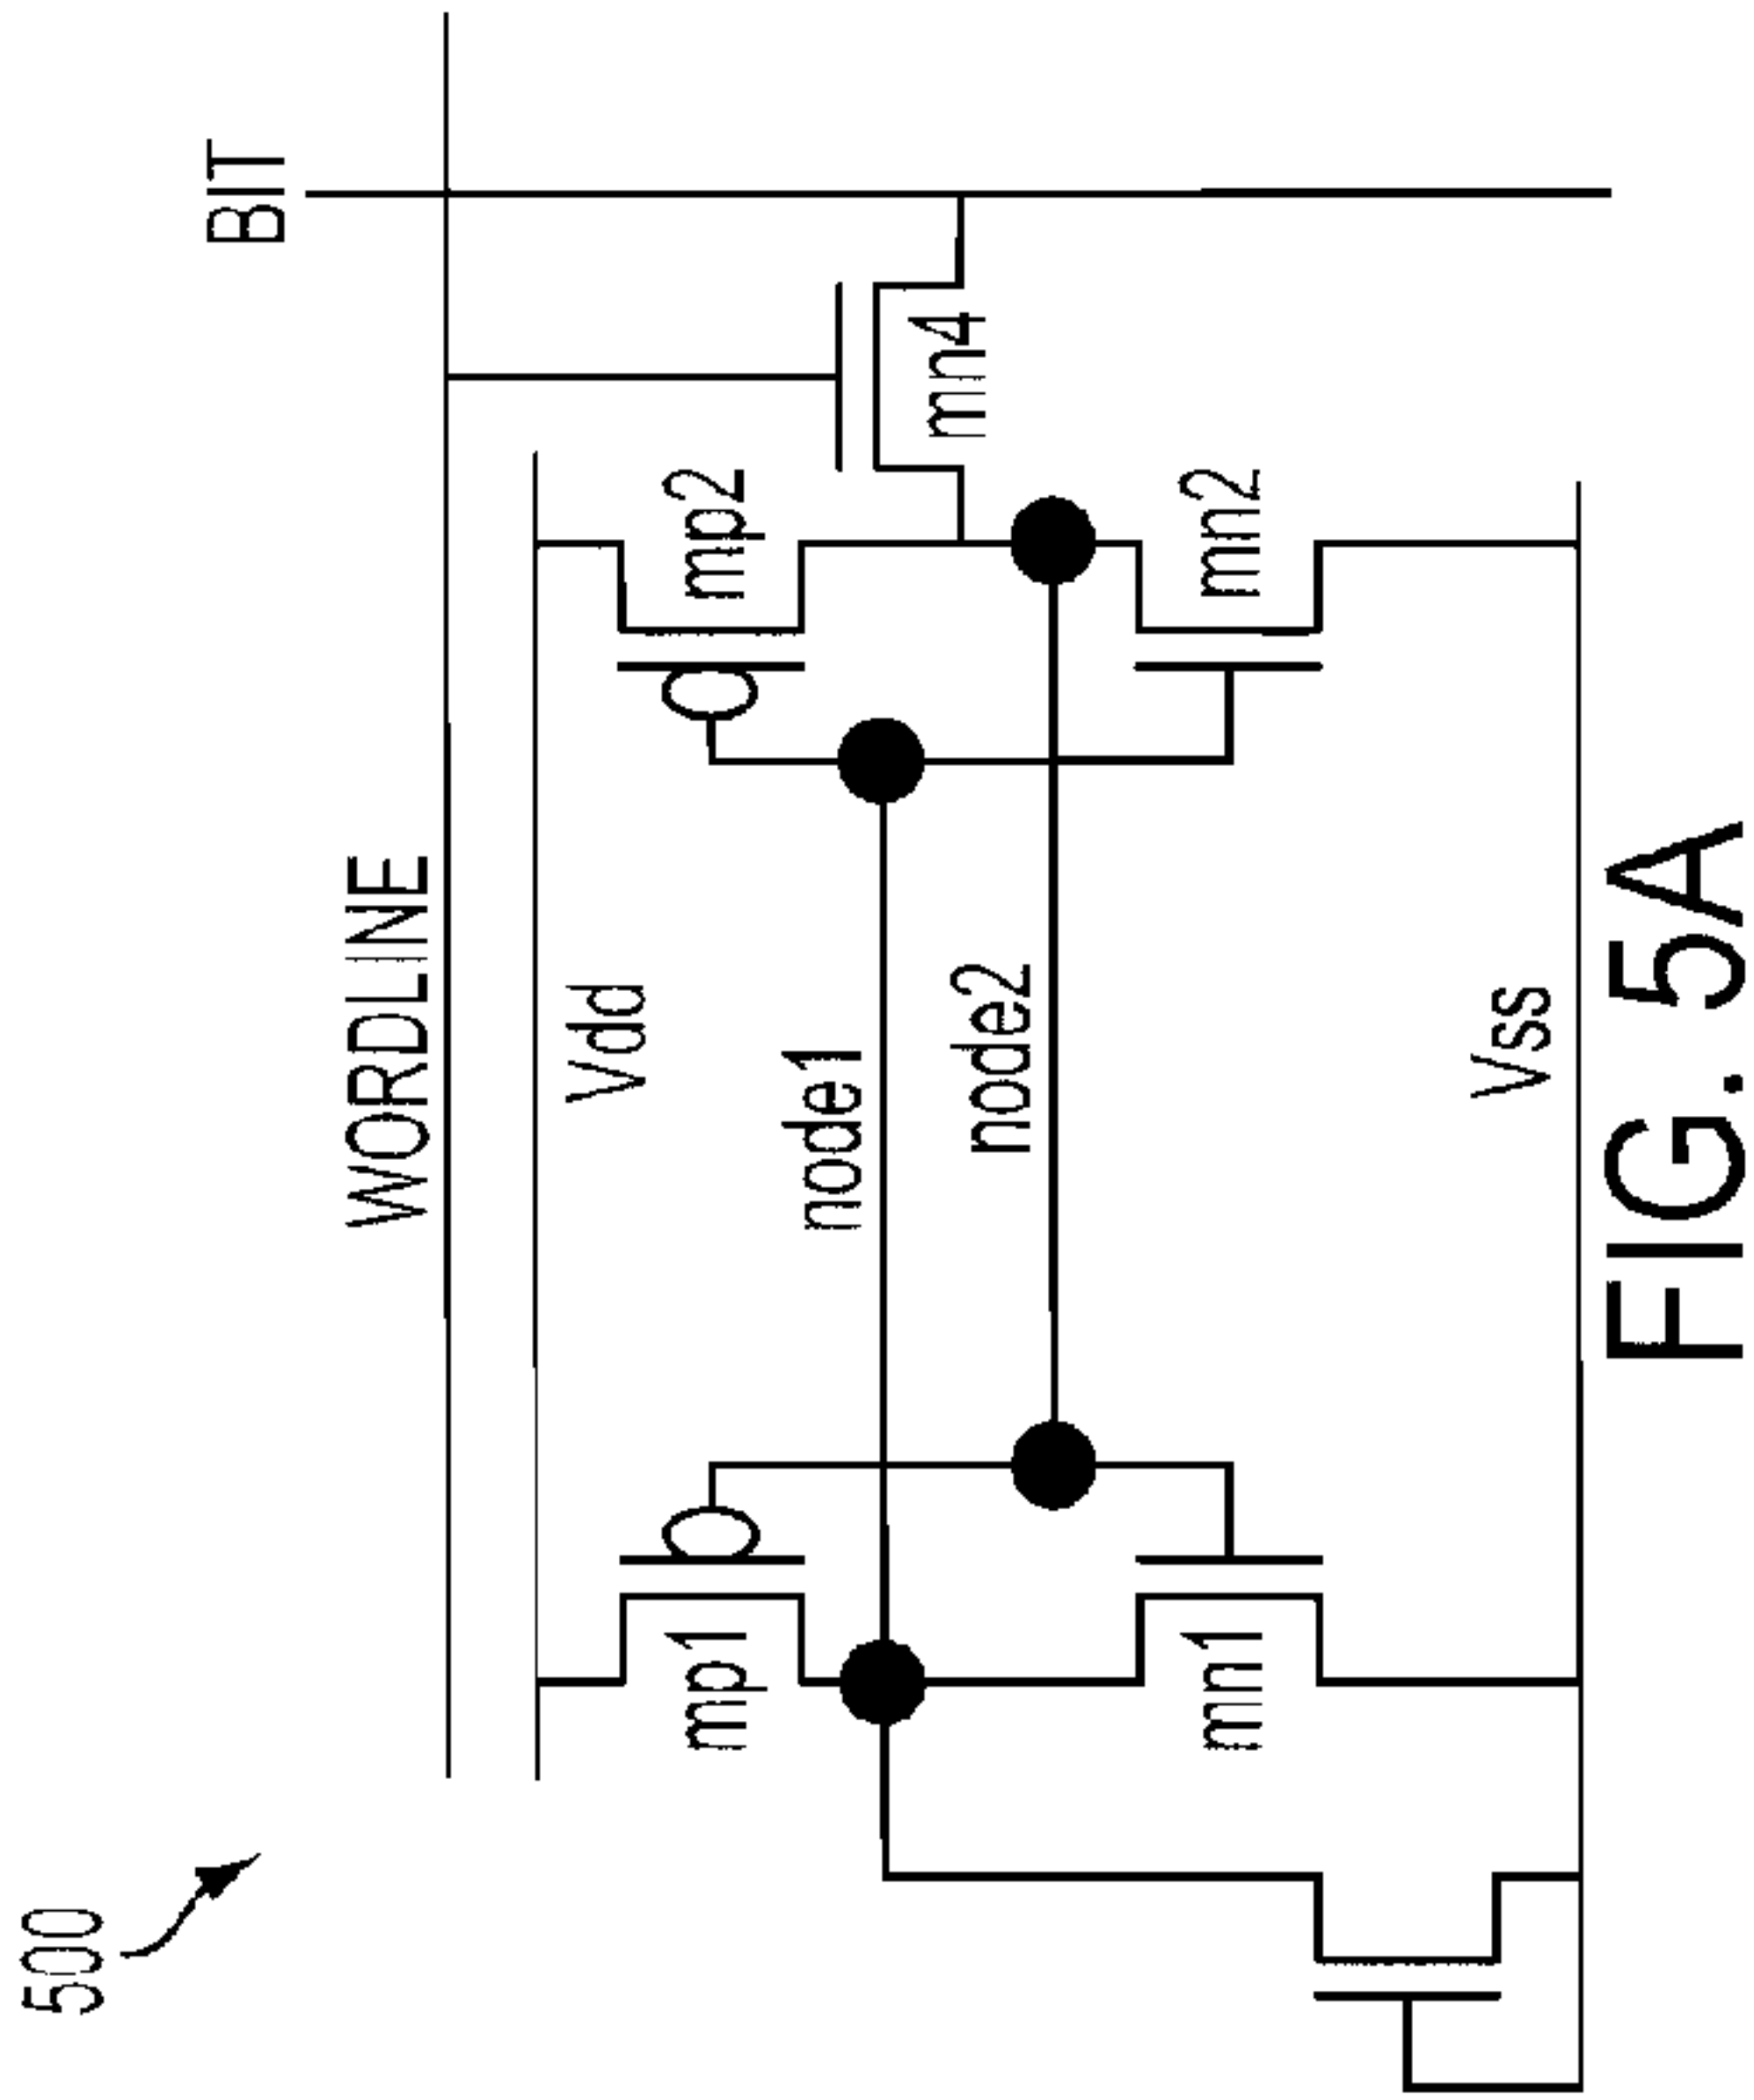 500
WORDLINE
BIT
Vdd
mp1
mp2
node1
node2
mn4
mn1
mn2
Vss
FIG. 5A